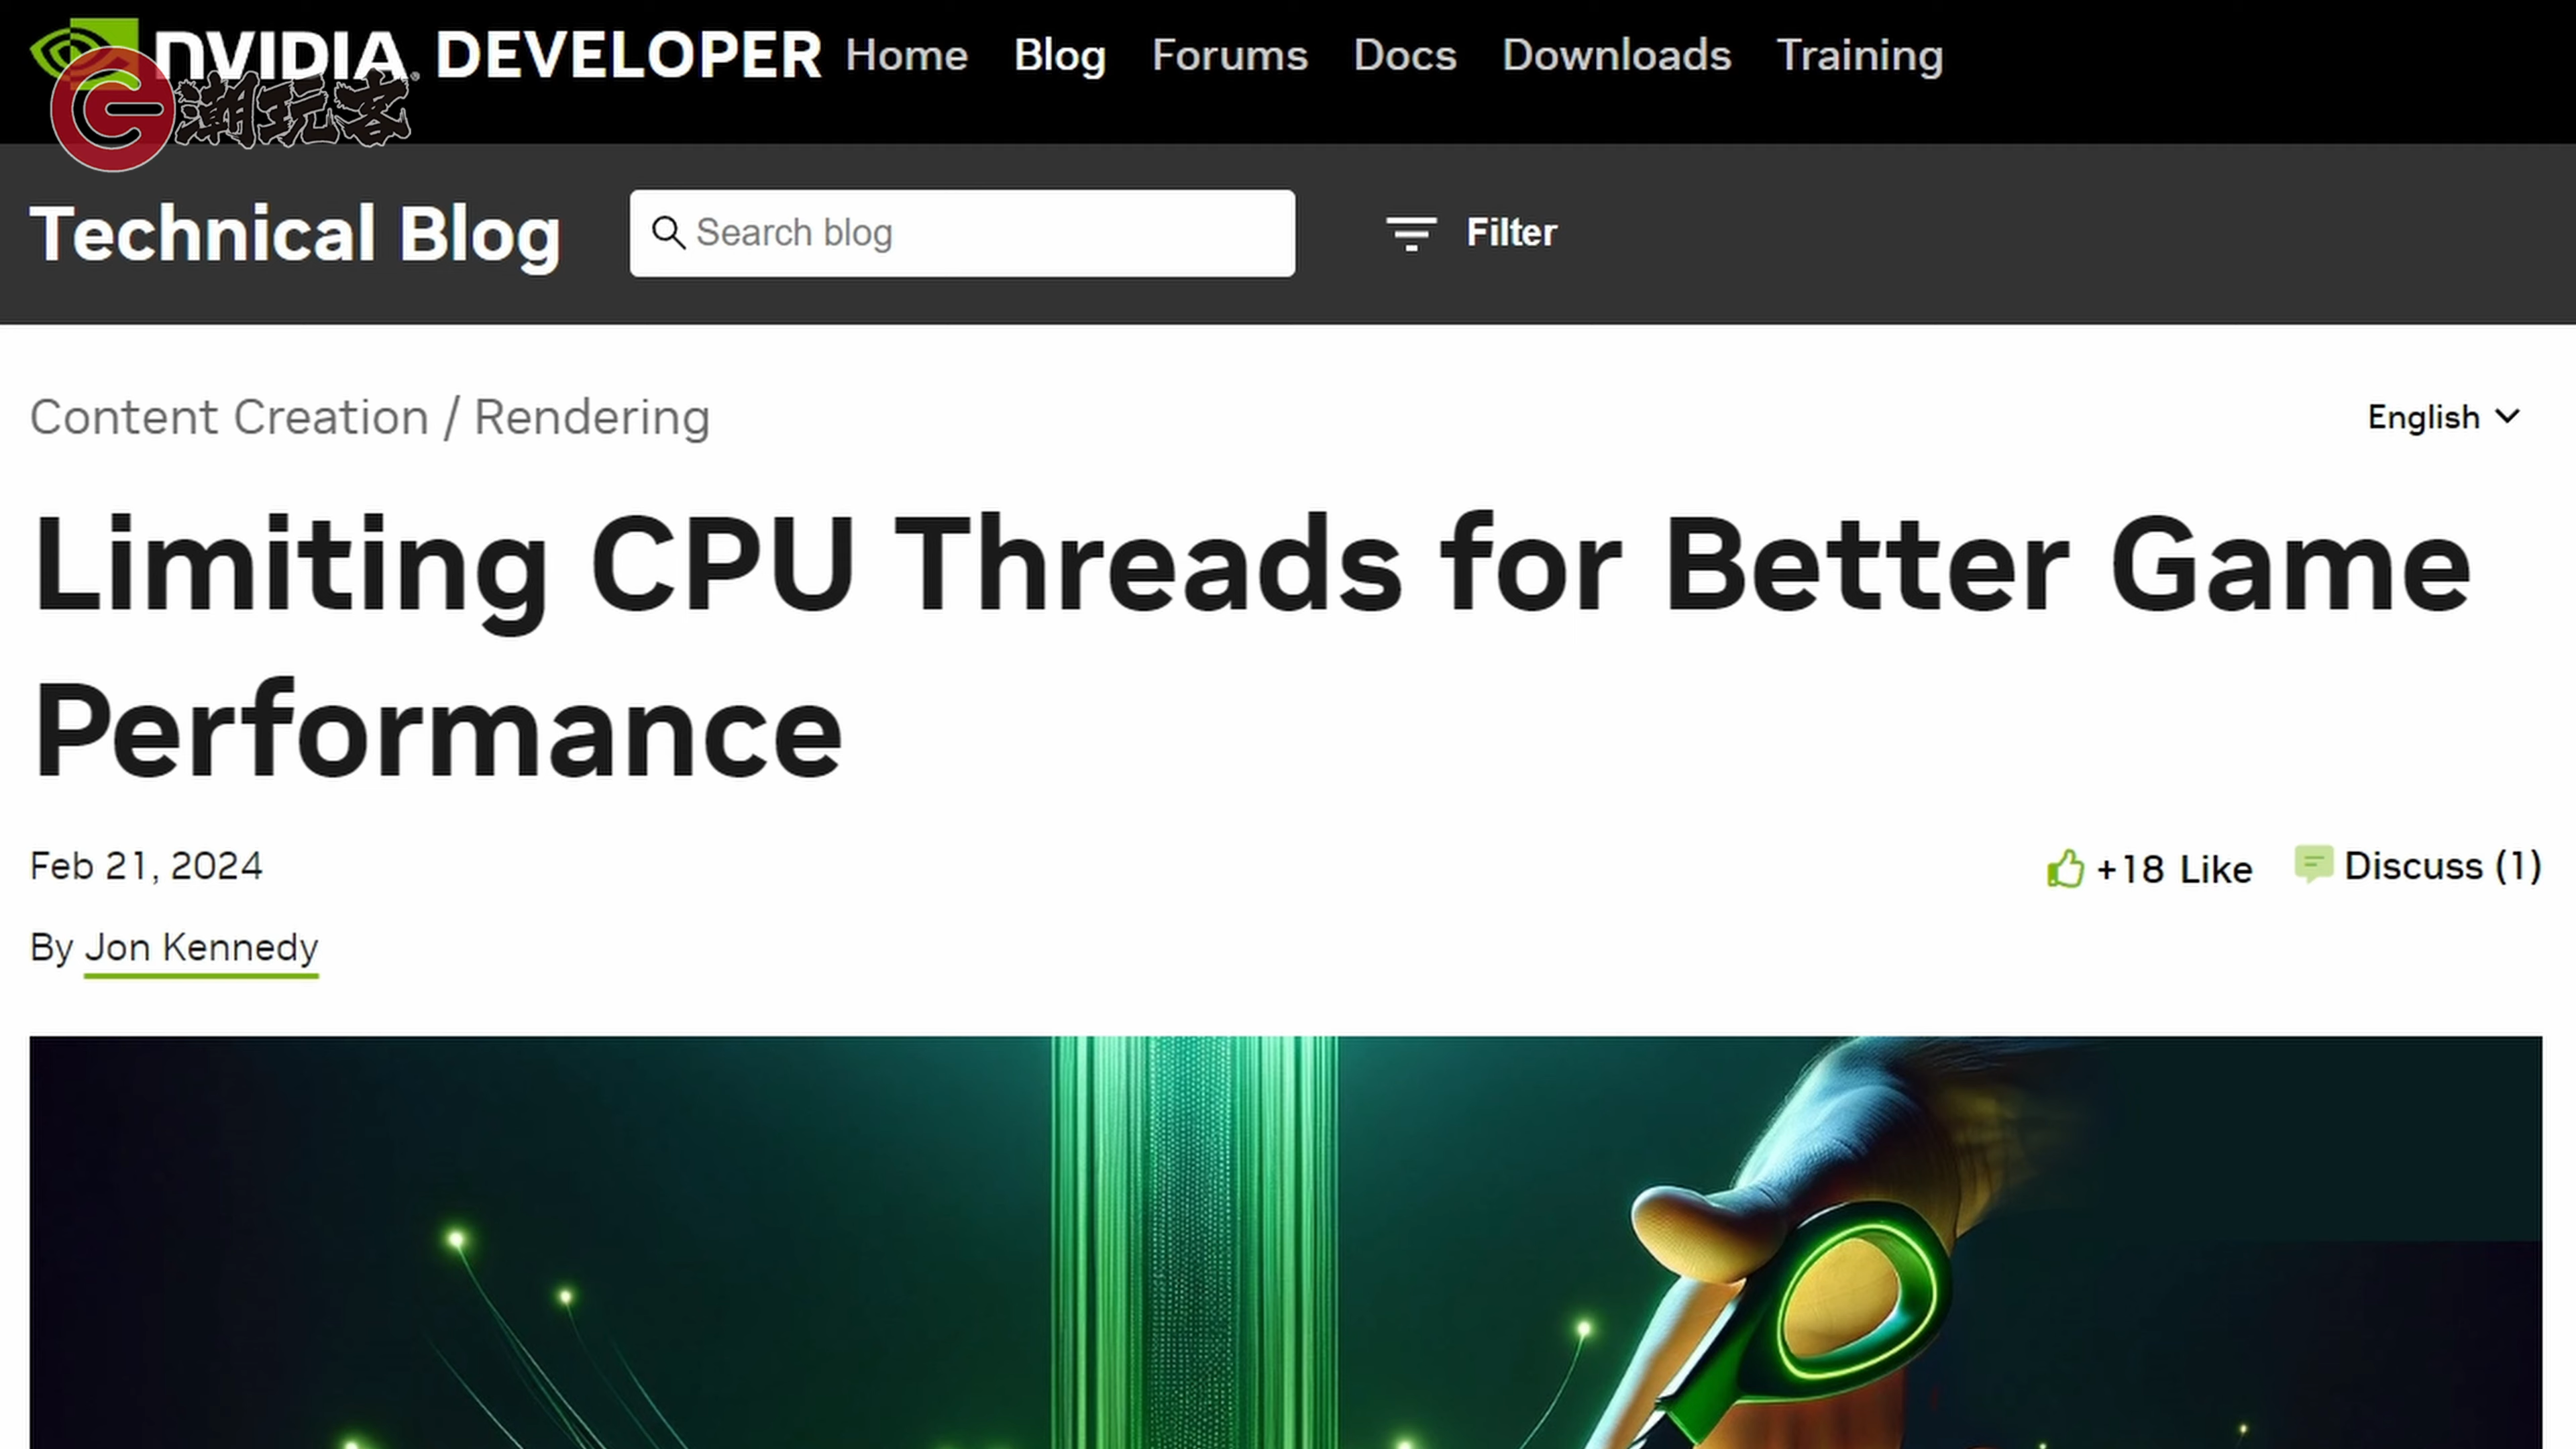 NVIDIA DEVELOPER Home Blog Forums Docs Downloads Training
潮玩客
Technical Blog Search blog Filter
Content Creation / Rendering English
Limiting CPU Threads for Better Game
Performance
Feb 21, 2024 +18 Like Discuss (1)
By Jon Kennedy